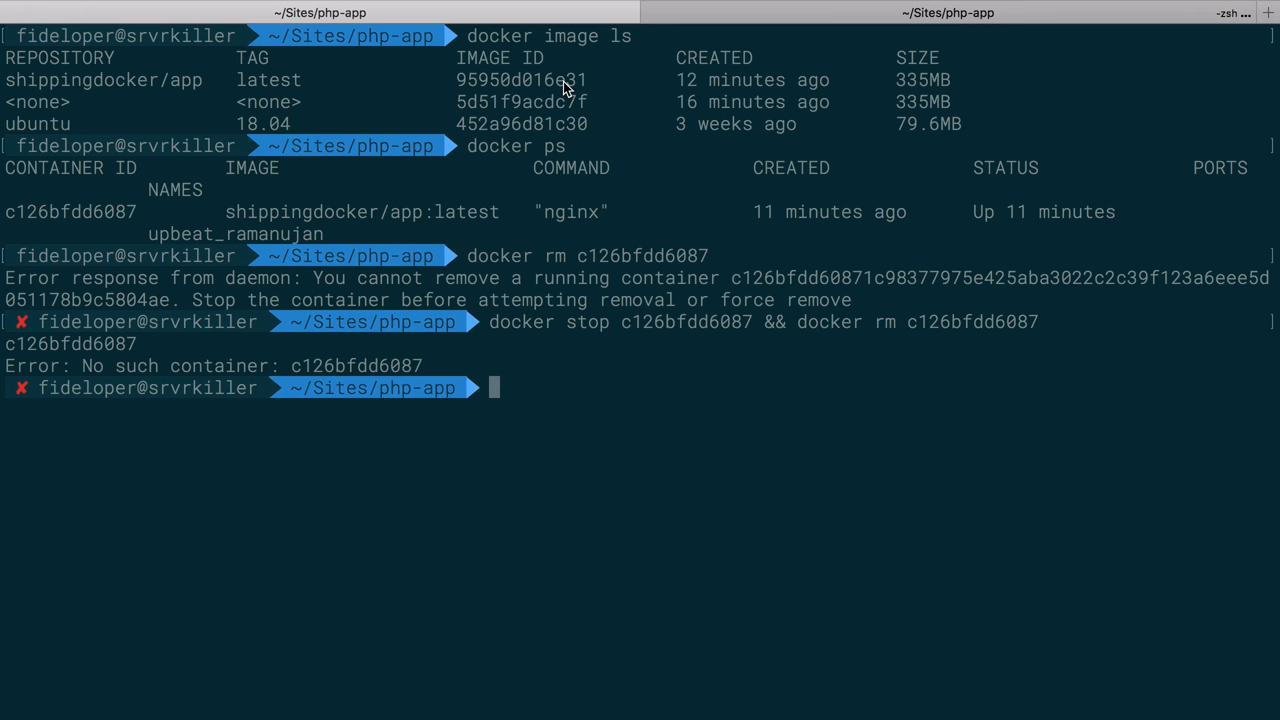 ~/Sites/php-app ~/Sites/php-app -zsh ... +
[ fideloper@srvrkiller ~/Sites/php-app docker image ls ]
REPOSITORY TAG IMAGE ID CREATED SIZE
shippingdocker/app latest 95950d016e31 12 minutes ago 335MB
<none> <none> 5d51f9acdc7f 16 minutes ago 335MB
ubuntu 18.04 452a96d81c30 3 weeks ago 79.6MB
[ fideloper@srvrkiller ~/Sites/php-app docker ps ]
CONTAINER ID IMAGE COMMAND CREATED STATUS PORTS
NAMES
c126bfdd6087 shippingdocker/app:latest "nginx" 11 minutes ago Up 11 minutes
upbeat_ramanujan
[ fideloper@srvrkiller ~/Sites/php-app docker rm c126bfdd6087 ]
Error response from daemon: You cannot remove a running container c126bfdd60871c98377975e425aba3022c2c39f123a6eee5d
051178b9c5804ae. Stop the container before attempting removal or force remove
[ ✘ fideloper@srvrkiller ~/Sites/php-app docker stop c126bfdd6087 && docker rm c126bfdd6087 ]
c126bfdd6087
Error: No such container: c126bfdd6087
✘ fideloper@srvrkiller ~/Sites/php-app